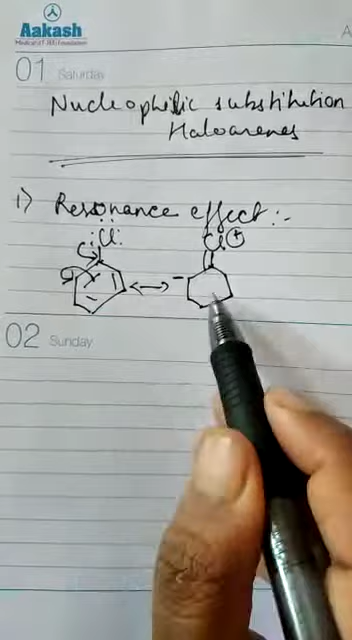 Aakash
A
01 Saturday
Nucleophilic substitution
Haloarenes
1) Resonance effect:-
:Cl:
Cl +
-
02 Sunday